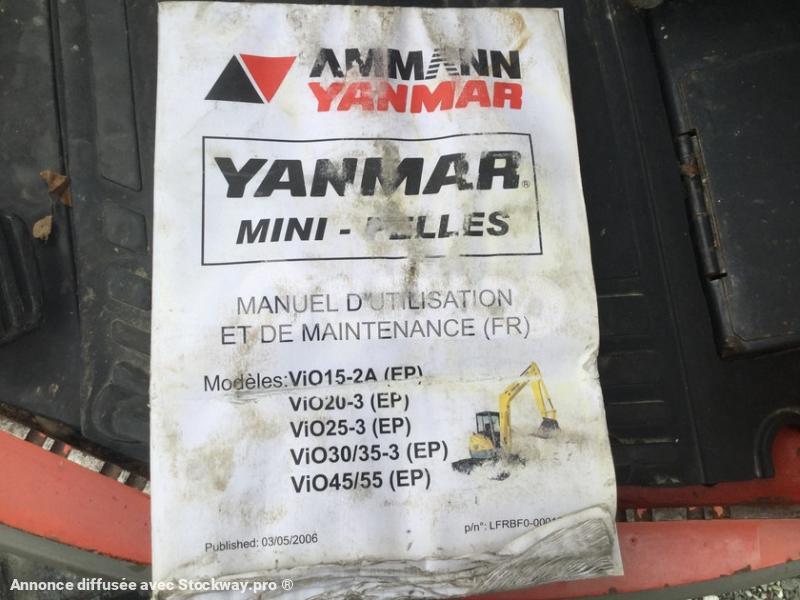 AMMANN
YANMAR
YANMAR®
MINI - PELLES
MANUEL D'UTILISATION
ET DE MAINTENANCE (FR)
Modèles: ViO15-2A (EP)
ViO20-3 (EP)
ViO25-3 (EP)
ViO30/35-3 (EP)
ViO45/55 (EP)
Published: 03/05/2006
p/n°:
Annonce diffusée avec Stockway.pro ®